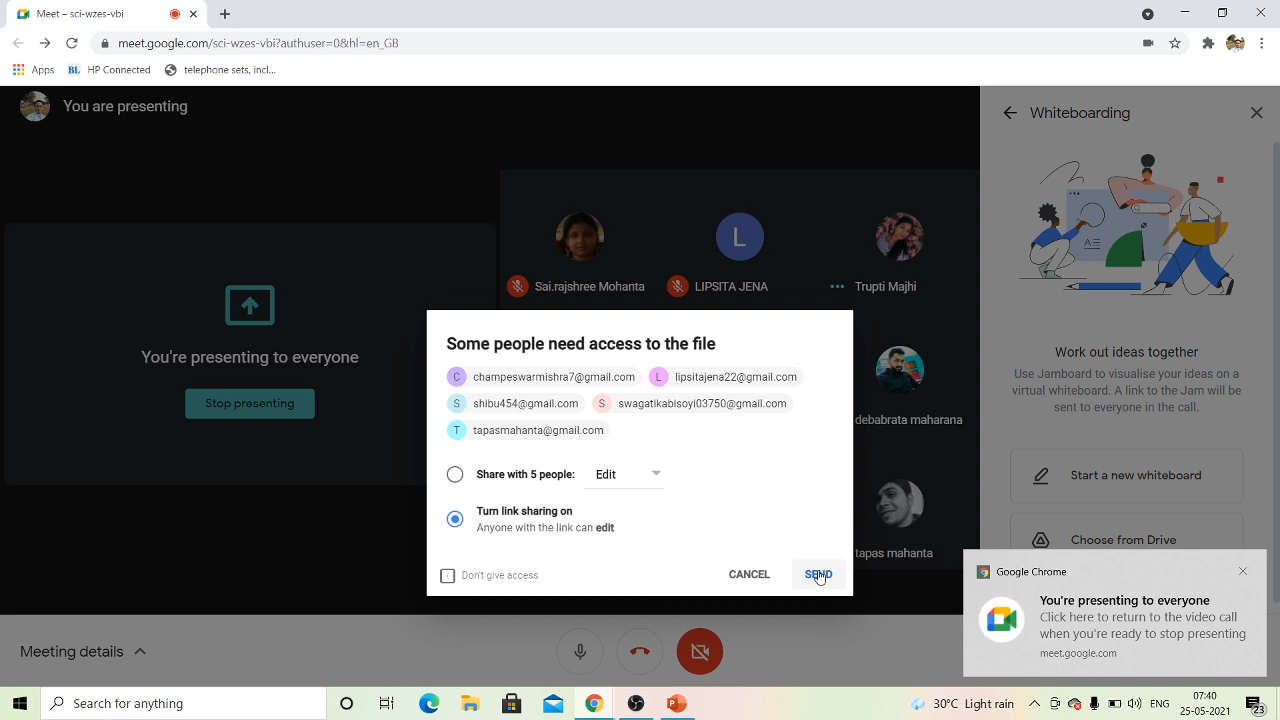 Meet – sci-wzes-vbi
meet.google.com/sci-wzes-vbi?authuser=0&hl=en_GB
Apps BL HP Connected telephone sets, incl...
You are presenting
Whiteboarding
Sai.rajshree Mohanta L LIPSITA JENA Trupti Majhi
You're presenting to everyone
Stop presenting
Some people need access to the file
C champeswarmishra7@gmail.com L lipsitajena22@gmail.com
S shibu454@gmail.com S swagatikabisoyi03750@gmail.com
T tapasmahanta@gmail.com
Share with 5 people: Edit
Turn link sharing on
Anyone with the link can edit
Don't give access CANCEL SEND
debabrata maharana
tapas mahanta
Work out ideas together
Use Jamboard to visualise your ideas on a
virtual whiteboard. A link to the Jam will be
sent to everyone in the call.
Start a new whiteboard
Choose from Drive
Google Chrome
You're presenting to everyone
Click here to return to the video call
when you're ready to stop presenting
meet.google.com
Meeting details
Search for anything
30°C Light rain ENG 07:40
25-05-2021 23